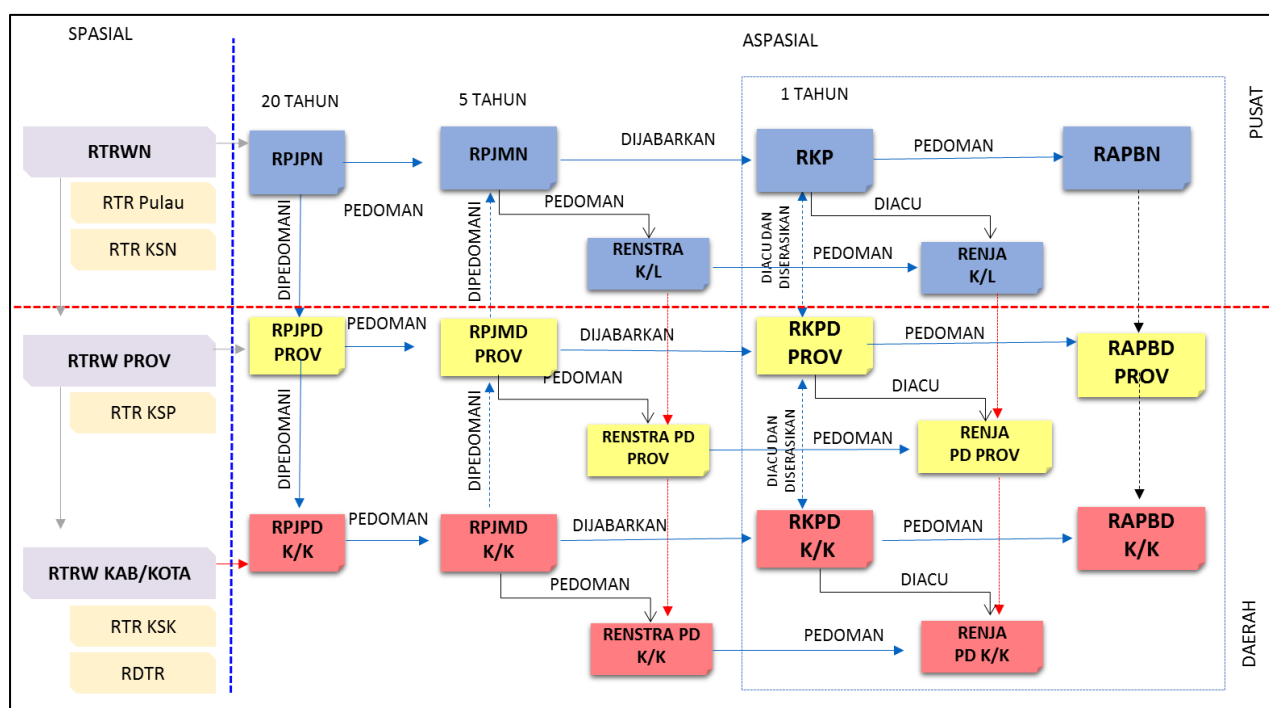 SPASIAL
ASPASIAL
20 TAHUN
5 TAHUN
1 TAHUN
PUSAT
RTRWN
RPJPN
RPJMN
DIJABARKAN
RKP
PEDOMAN
RAPBN
RTR Pulau
RTR KSN
DIPEDOMANI
PEDOMAN
DIPEDOMANI
PEDOMAN
RENSTRA
K/L
PEDOMAN
DIACU DAN
DISERASIKAN
DIACU
RENJA
K/L
RTRW PROV
RPJPD
PROV
PEDOMAN
RPJMD
PROV
DIJABARKAN
RKPD
PROV
PEDOMAN
RAPBD
PROV
RTR KSP
DIPEDOMANI
DIPEDOMANI
PEDOMAN
RENSTRA PD
PROV
PEDOMAN
DIACU DAN
DISERASIKAN
DIACU
RENJA
PD PROV
RTRW KAB/KOTA
RPJPD
K/K
PEDOMAN
RPJMD
K/K
DIJABARKAN
RKPD
K/K
PEDOMAN
RAPBD
K/K
RTR KSK
RDTR
PEDOMAN
RENSTRA PD
K/K
PEDOMAN
DIACU
RENJA
PD K/K
DAERAH